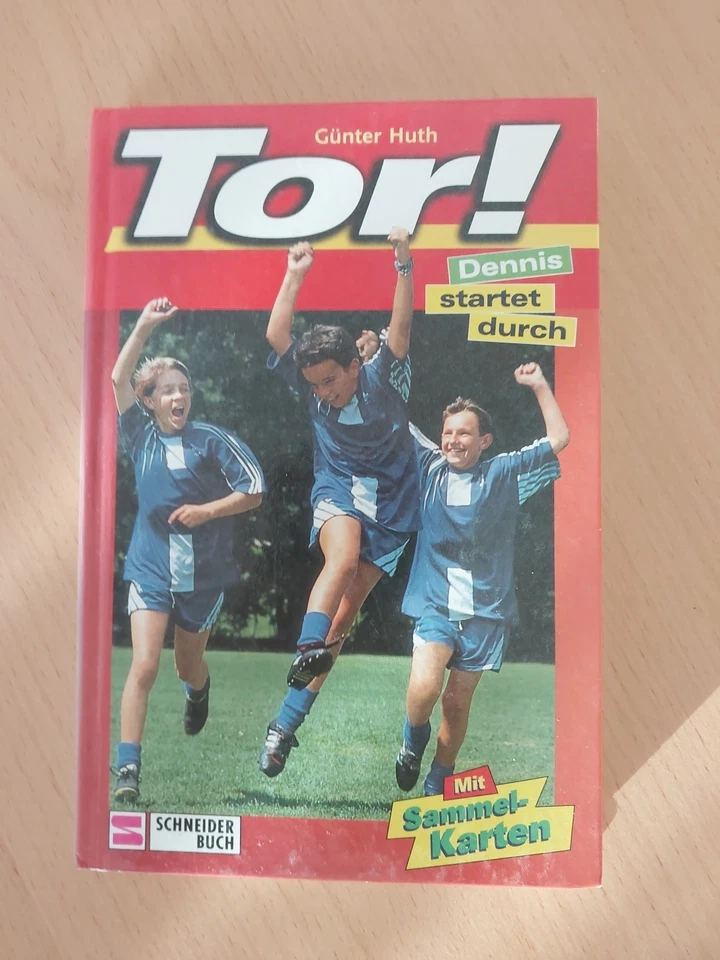 Günter Huth
Tor!
Dennis
startet
durch
Mit
Sammel-
Karten
SCHNEIDER
BUCH